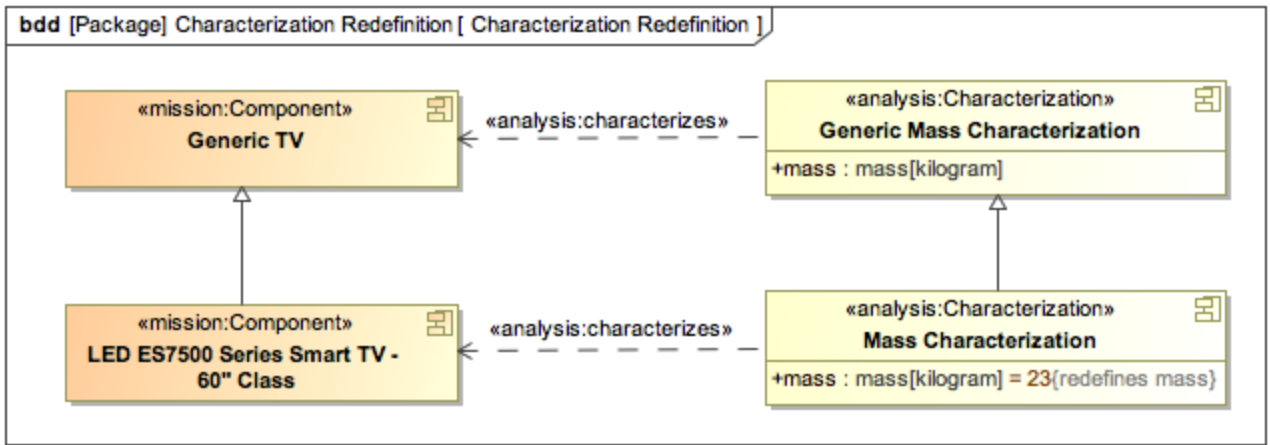 bdd [Package] Characterization Redefinition [ Characterization Redefinition ]
«mission:Component»
Generic TV
«analysis:characterizes»
«analysis:Characterization»
Generic Mass Characterization
+mass : mass[kilogram]
«mission:Component»
LED ES7500 Series Smart TV -
60" Class
«analysis:characterizes»
«analysis:Characterization»
Mass Characterization
+mass : mass[kilogram] = 23{redefines mass}